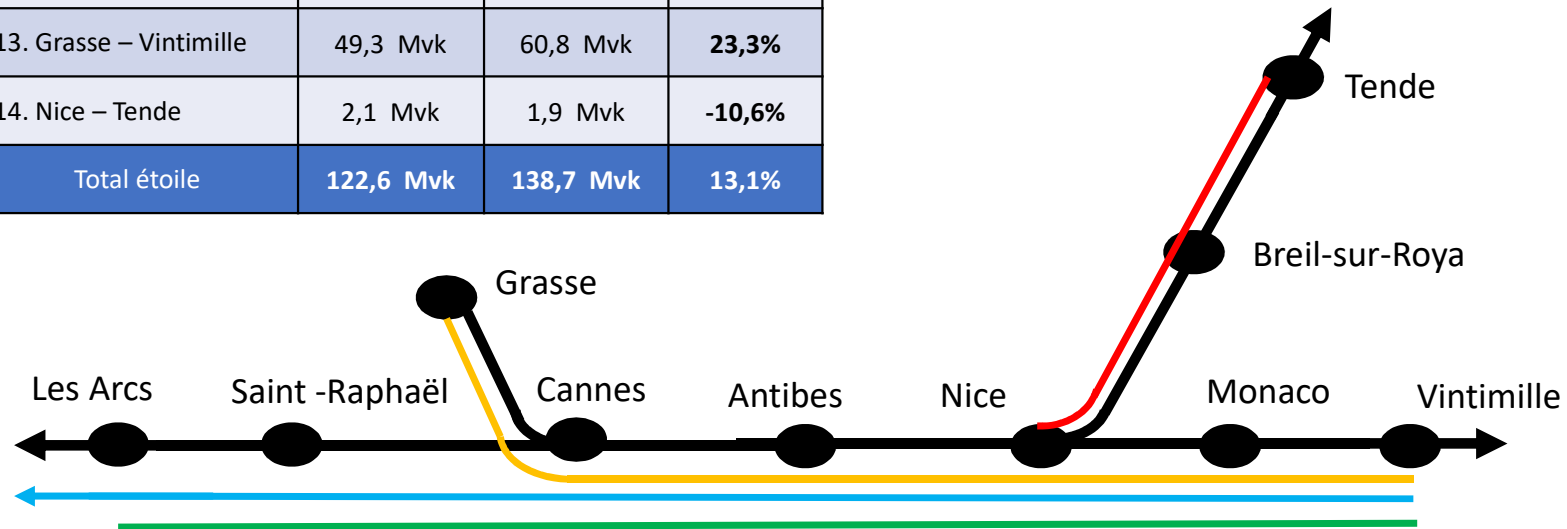 13. Grasse – Vintimille 49,3 Mvk 60,8 Mvk 23,3%
14. Nice – Tende 2,1 Mvk 1,9 Mvk -10,6%
Total étoile 122,6 Mvk 138,7 Mvk 13,1%
Tende
Breil-sur-Roya
Grasse
Les Arcs Saint -Raphaël Cannes Antibes Nice Monaco Vintimille